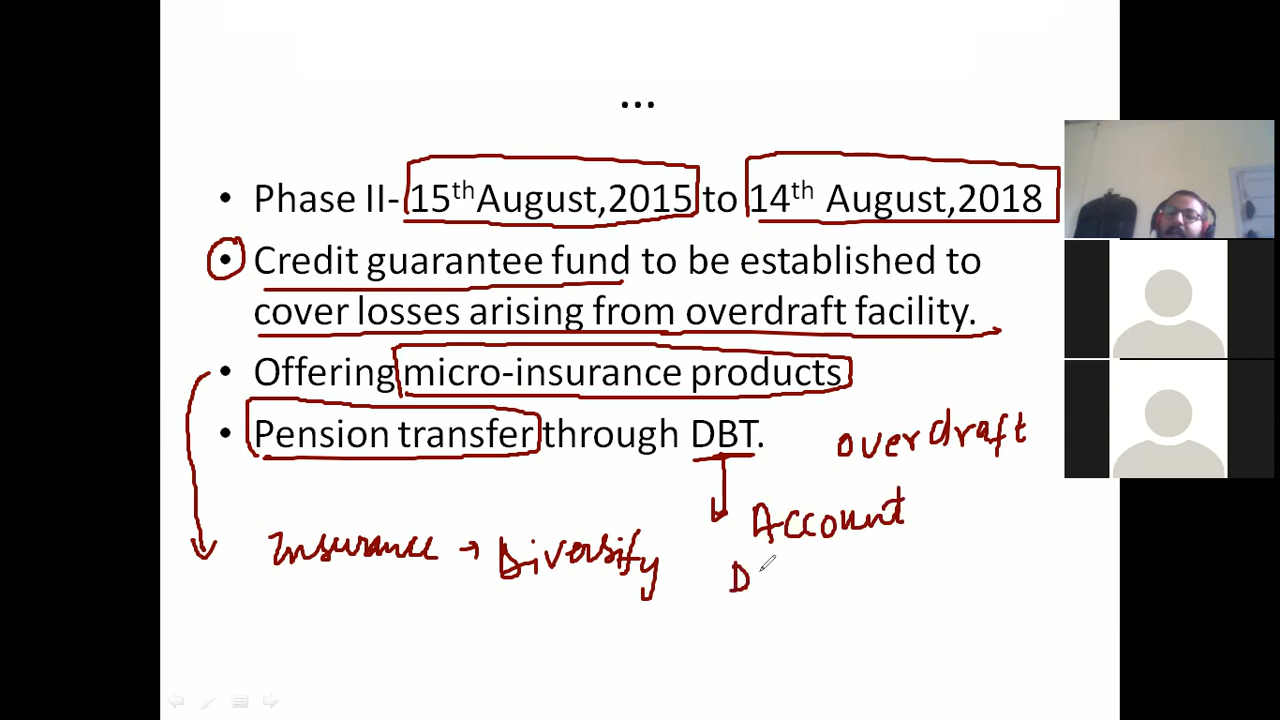 ...
• Phase II- 15th August,2015 to 14th August,2018
• Credit guarantee fund to be established to
cover losses arising from overdraft facility.
• Offering micro-insurance products
• Pension transfer through DBT.
overdraft
Account
Insurance → Diversify
D